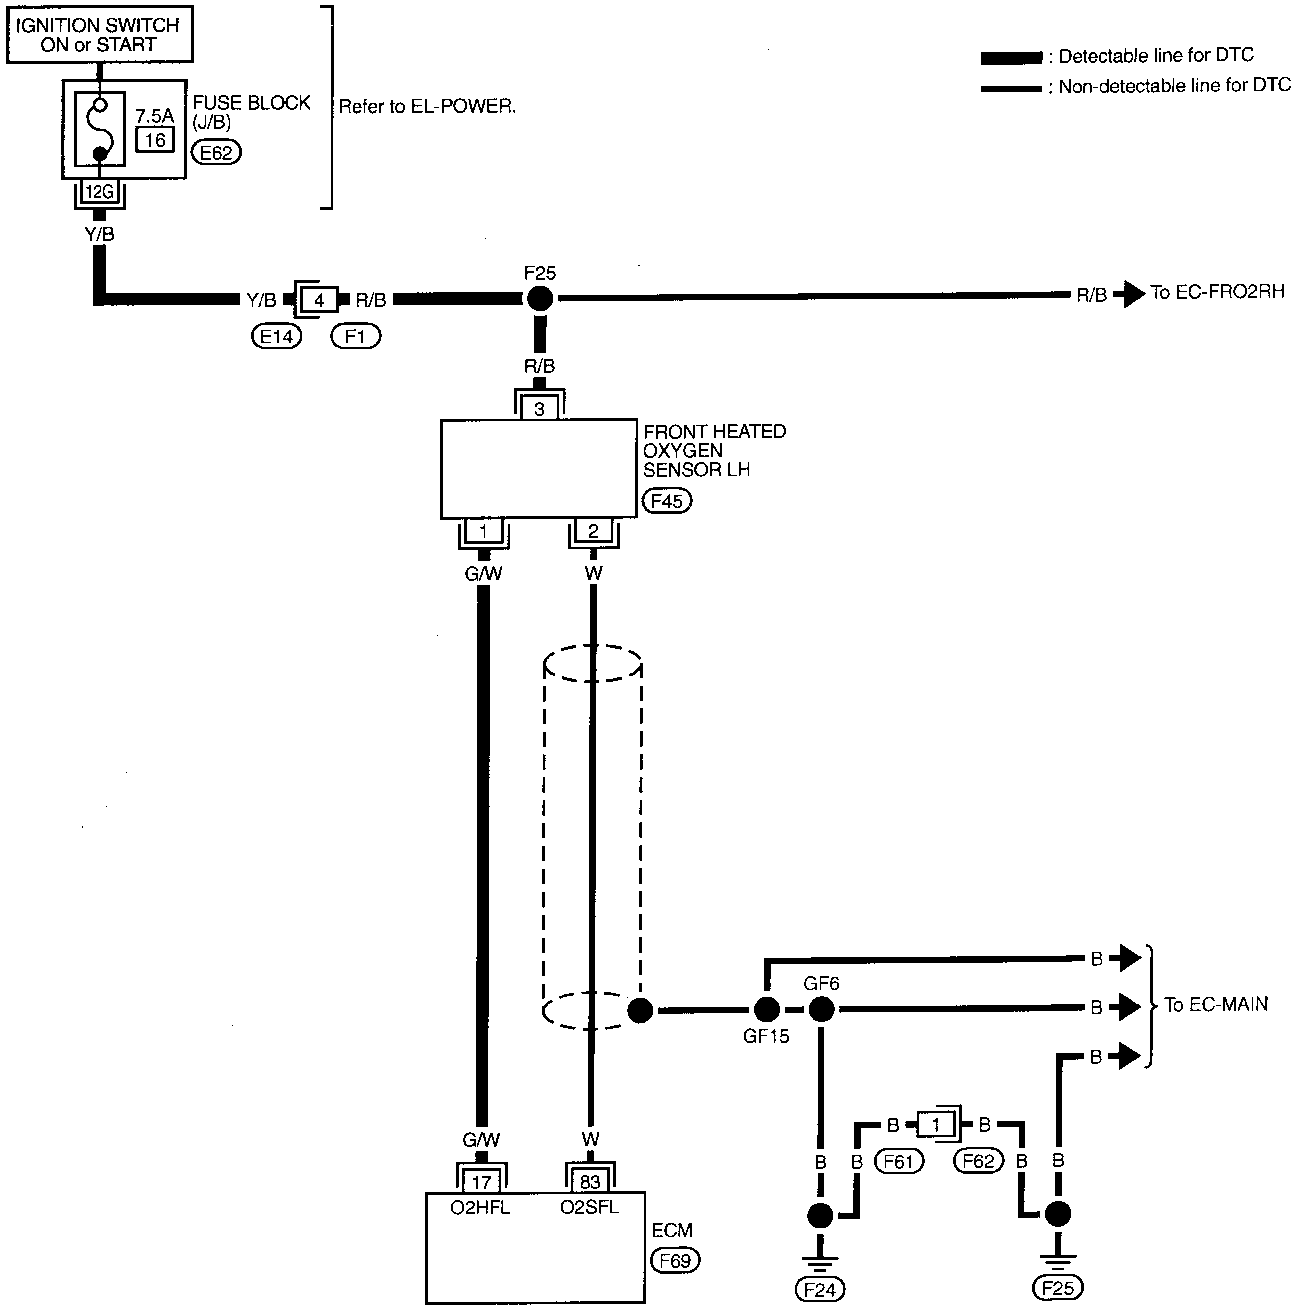 IGNITION SWITCH
ON or START
: Detectable line for DTC
: Non-detectable line for DTC
7.5A
16
FUSE BLOCK
(J/B)
E62
Refer to EL-POWER.
12G
Y/B
F25
Y/B
4
R/B
R/B
To EC-FRO2RH
E14
F1
R/B
3
FRONT HEATED
OXYGEN
SENSOR LH
F45
1
2
G/W
W
B
GF6
B
To EC-MAIN
GF15
B
B
1
B
G/W
W
B
B
F61
F62
B
B
17
83
O2HFL
O2SFL
ECM
F69
F24
F25